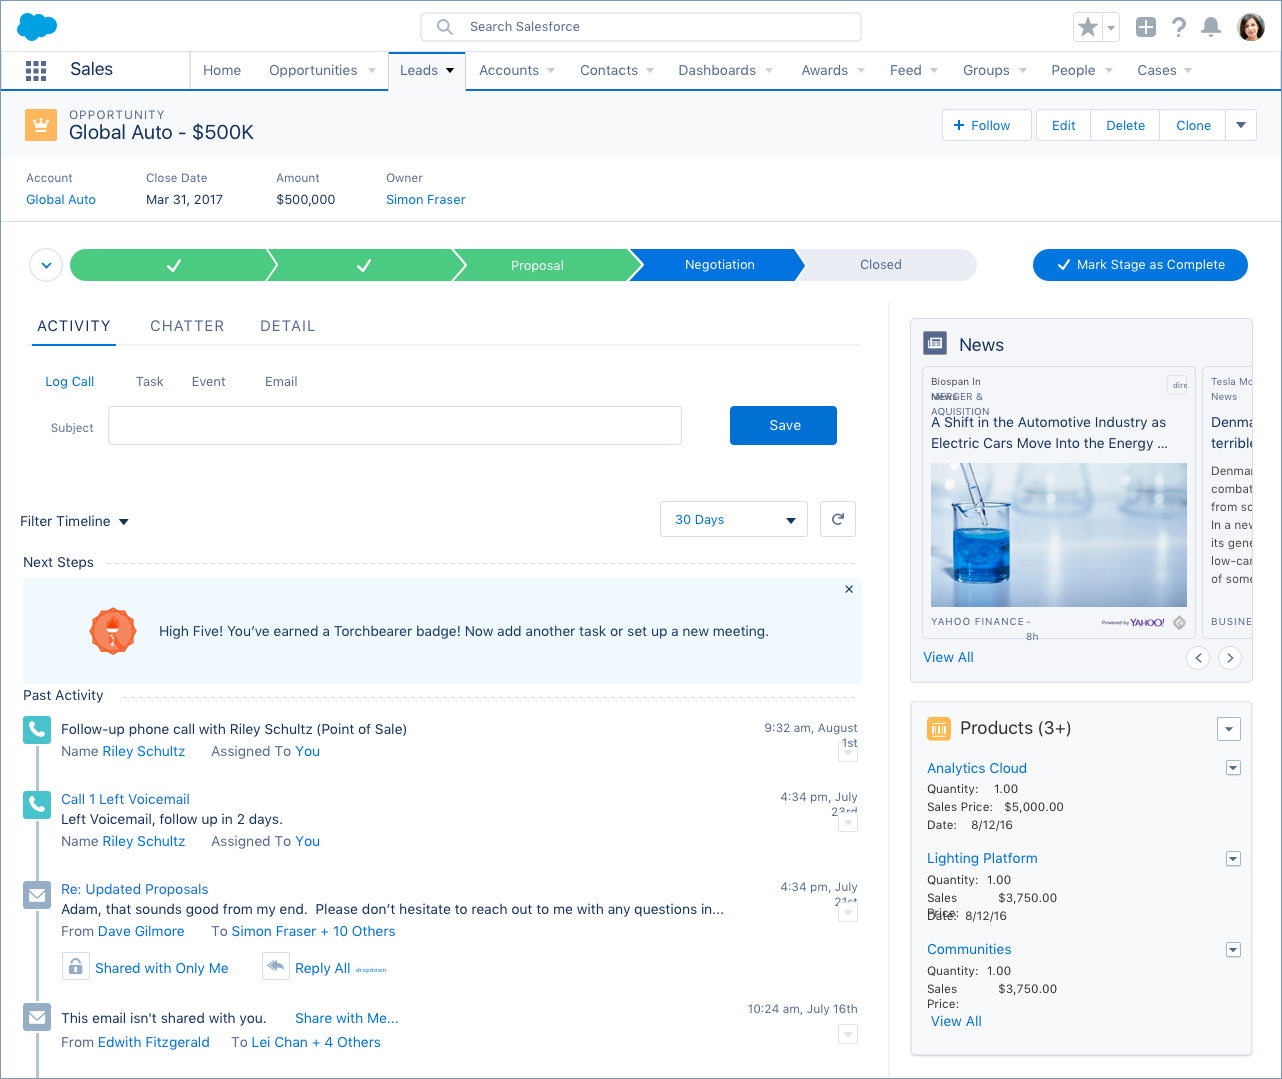 Search Salesforce
Sales
Home Opportunities Leads Accounts Contacts Dashboards Awards Feed Groups People Cases
OPPORTUNITY
Global Auto - $500K
+ Follow Edit Delete Clone
Account Close Date Amount Owner
Global Auto Mar 31, 2017 $500,000 Simon Fraser
Proposal Negotiation Closed
Mark Stage as Complete
ACTIVITY CHATTER DETAIL
Log Call Task Event Email
Subject
Save
Filter Timeline
30 Days
Next Steps
High Five! You’ve earned a Torchbearer badge! Now add another task or set up a new meeting.
Past Activity
Follow-up phone call with Riley Schultz (Point of Sale)
9:32 am, August
1st
Name Riley Schultz Assigned To You
Call 1 Left Voicemail
4:34 pm, July
23rd
Left Voicemail, follow up in 2 days.
Name Riley Schultz Assigned To You
Re: Updated Proposals
4:34 pm, July
21st
Adam, that sounds good from my end.  Please don’t hesitate to reach out to me with any questions in...
From Dave Gilmore To Simon Fraser + 10 Others
Shared with Only Me Reply All dropdown
10:24 am, July 16th
This email isn't shared with you. Share with Me...
From Edwith Fitzgerald To Lei Chan + 4 Others
News
Biospan In
News
MERGER &
AQUISITION
dire
A Shift in the Automotive Industry as
Electric Cars Move Into the Energy ...
YAHOO FINANCE -
8h
Powered by YAHOO!
Tesla Mo
News
Denma
terrible
Denmar
combat
from so
In a new
its gene
low-car
of some
BUSINE
View All
Products (3+)
Analytics Cloud
Quantity: 1.00
Sales Price: $5,000.00
Date: 8/12/16
Lighting Platform
Quantity: 1.00
Sales $3,750.00
Price:
Date: 8/12/16
Communities
Quantity: 1.00
Sales $3,750.00
Price:
View All